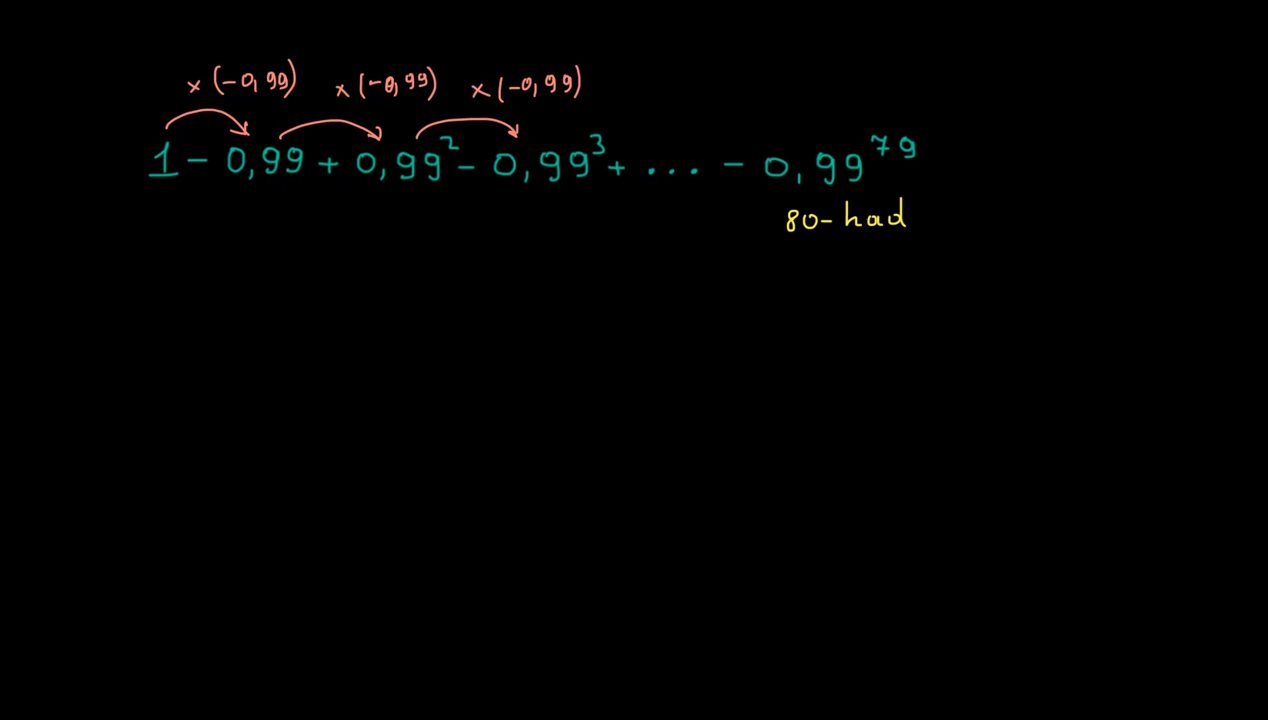 × (-0,99) × (-0,99) × (-0,99)
1 - 0,99 + 0,99² - 0,99³ + ... - 0,99⁷⁹
80-had